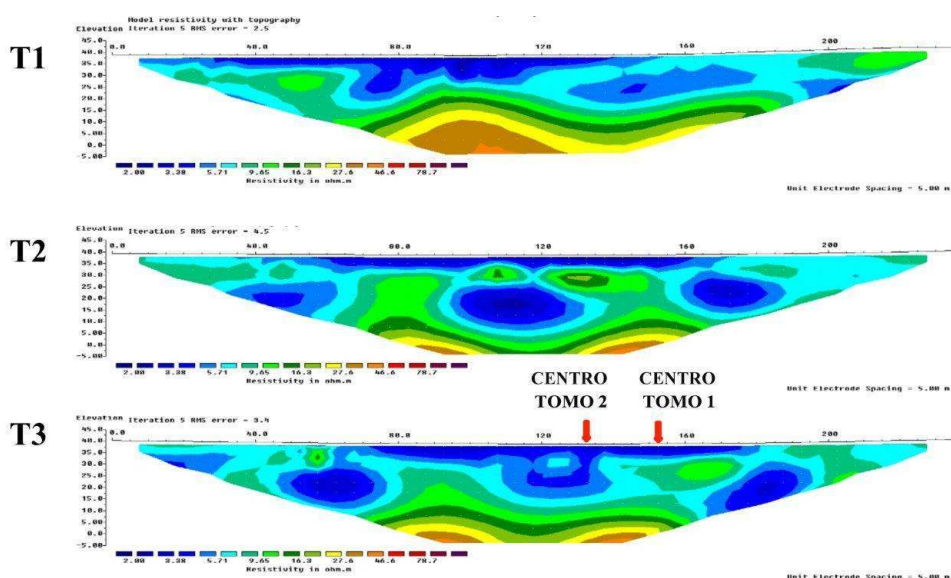 Model resistivity with topography
Elevation Iteration 5 RMS error = 2.5
T1
45.0 0.0 40.0 80.0 120 160 200
40.0
35.0
30.0
25.0
20.0
15.0
10.0
5.00
0.0
-5.00
2.00 3.38 5.71 9.65 16.3 27.6 46.6 78.7
Resistivity in ohm.m
Unit Electrode Spacing = 5.00 m
T2
Elevation Iteration 5 RMS error = 4.5
45.0 0.0 40.0 80.0 120 160 200
40.0
35.0
30.0
25.0
20.0
15.0
10.0
5.00
0.0
-5.00
2.00 3.38 5.71 9.65 16.3 27.6 46.6 78.7
Resistivity in ohm.m
Unit Electrode Spacing = 5.00 m
CENTRO CENTRO
TOMO 2 TOMO 1
T3
Elevation Iteration 5 RMS error = 3.4
45.0 0.0 40.0 80.0 120 160 200
40.0
35.0
30.0
25.0
20.0
15.0
10.0
5.00
0.0
-5.00
2.00 3.38 5.71 9.65 16.3 27.6 46.6 78.7
Resistivity in ohm.m
Unit Electrode Spacing = 5.00 m